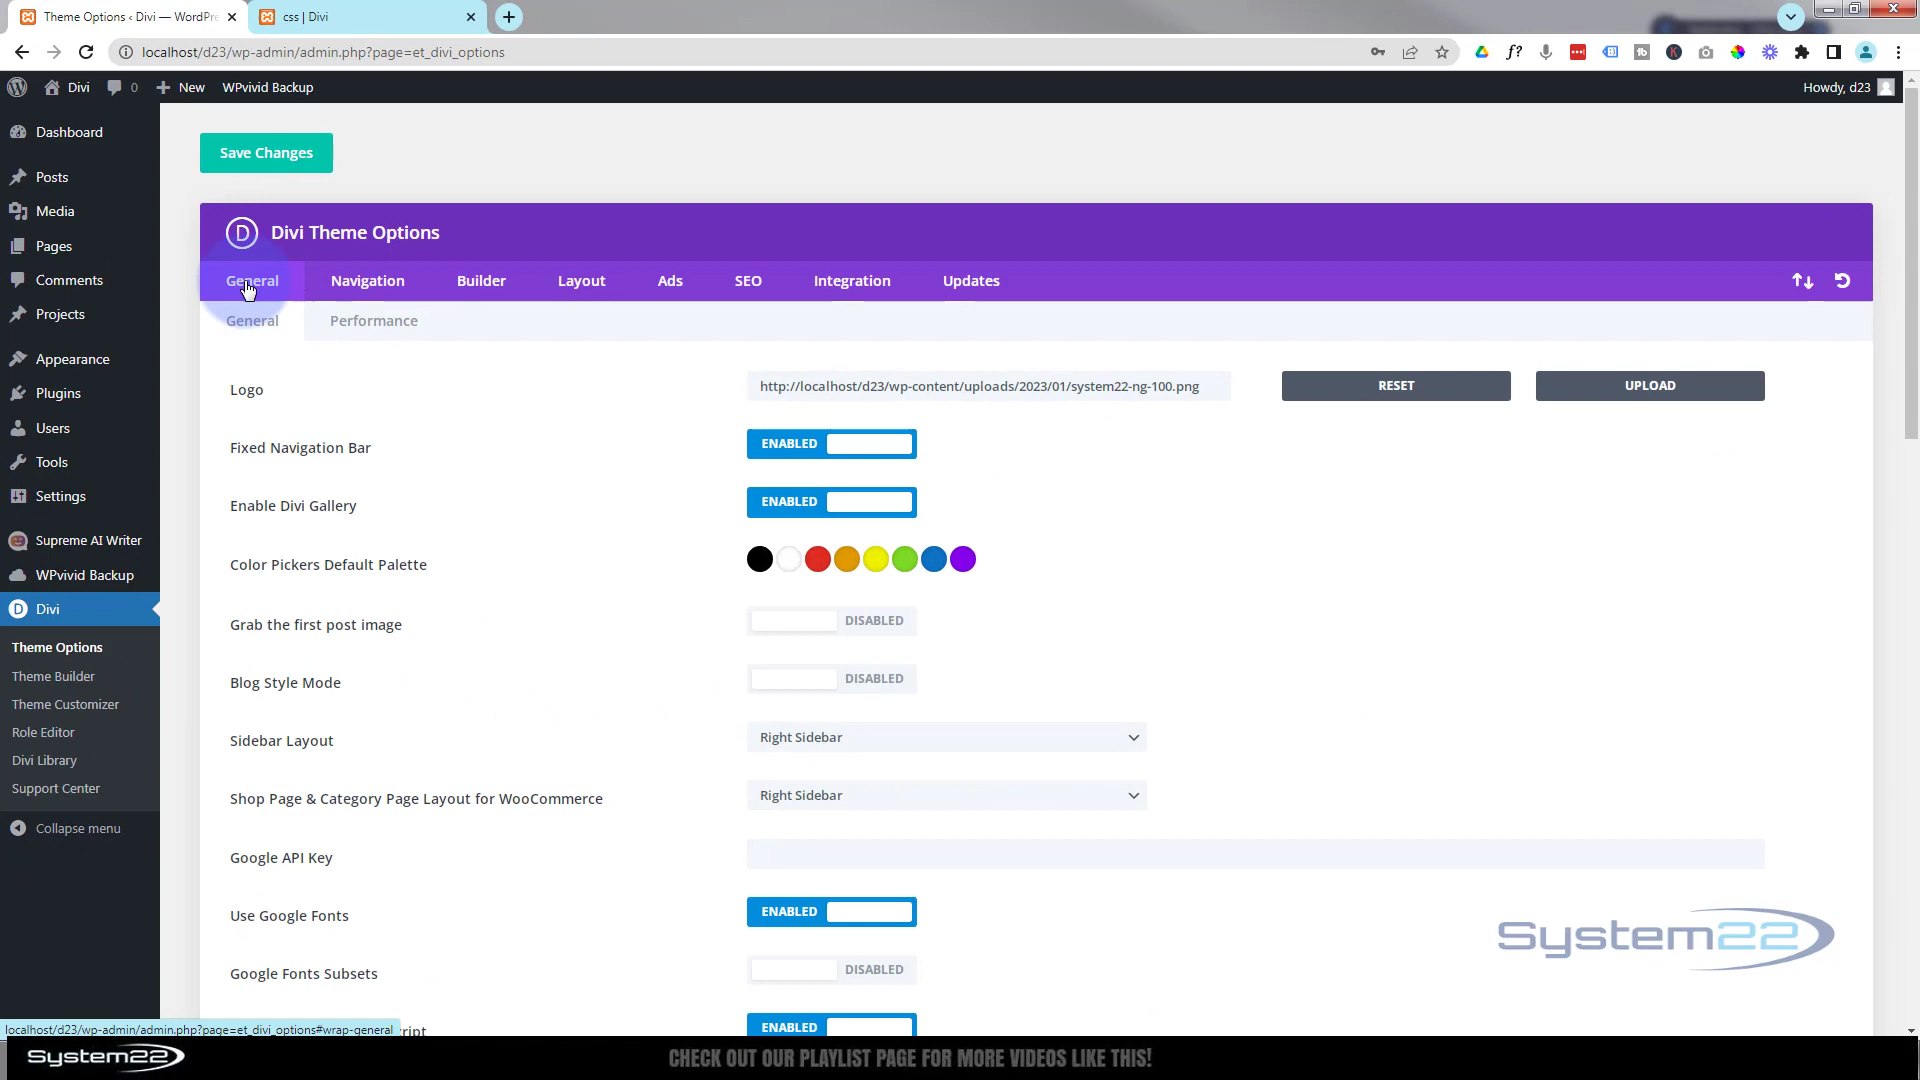 Theme Options ‹ Divi — WordPre
css | Divi
localhost/d23/wp-admin/admin.php?page=et_divi_options
Divi
0
New
WPvivid Backup
Howdy, d23
Dashboard
Posts
Media
Pages
Comments
Projects
Appearance
Plugins
Users
Tools
Settings
Supreme AI Writer
WPvivid Backup
Divi
Theme Options
Theme Builder
Theme Customizer
Role Editor
Divi Library
Support Center
Collapse menu
Save Changes
Divi Theme Options
General Navigation Builder Layout Ads SEO Integration Updates
General Performance
Logo
http://localhost/d23/wp-content/uploads/2023/01/system22-ng-100.png
RESET
UPLOAD
Fixed Navigation Bar
ENABLED
Enable Divi Gallery
ENABLED
Color Pickers Default Palette
Grab the first post image
DISABLED
Blog Style Mode
DISABLED
Sidebar Layout
Right Sidebar
Shop Page & Category Page Layout for WooCommerce
Right Sidebar
Google API Key
Use Google Fonts
ENABLED
Google Fonts Subsets
DISABLED
ENABLED
System22
localhost/d23/wp-admin/admin.php?page=et_divi_options#wrap-general
System22
CHECK OUT OUR PLAYLIST PAGE FOR MORE VIDEOS LIKE THIS!